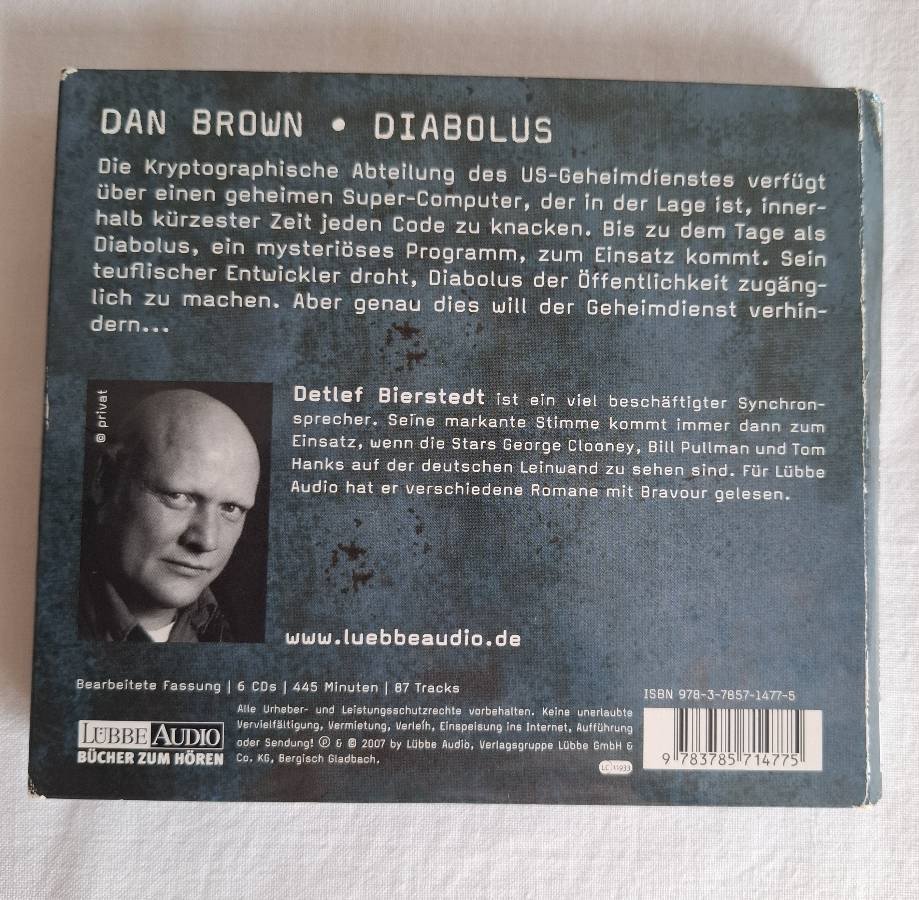 DAN BROWN • DIABOLUS
Die Kryptographische Abteilung des US-Geheimdienstes verfügt
über einen geheimen Super-Computer, der in der Lage ist, inner-
halb kürzester Zeit jeden Code zu knacken. Bis zu dem Tage als
Diabolus, ein mysteriöses Programm, zum Einsatz kommt. Sein
teuflischer Entwickler droht, Diabolus der Öffentlichkeit zugäng-
lich zu machen. Aber genau dies will der Geheimdienst verhin-
dern...
© privat
Detlef Bierstedt ist ein viel beschäftigter Synchron-
sprecher. Seine markante Stimme kommt immer dann zum
Einsatz, wenn die Stars George Clooney, Bill Pullman und Tom
Hanks auf der deutschen Leinwand zu sehen sind. Für Lübbe
Audio hat er verschiedene Romane mit Bravour gelesen.
www.luebbeaudio.de
Bearbeitete Fassung | 6 CDs | 445 Minuten | 87 Tracks
Alle Urheber- und Leistungsschutzrechte vorbehalten. Keine unerlaubte
Vervielfältigung, Vermietung, Verleih, Einspeisung ins Internet, Aufführung
oder Sendung! ℗ & © 2007 by Lübbe Audio, Verlagsgruppe Lübbe GmbH &
Co. KG, Bergisch Gladbach.
LÜBBE AUDIO
BÜCHER ZUM HÖREN
LC 11933
ISBN 978-3-7857-1477-5
9 783785 714775